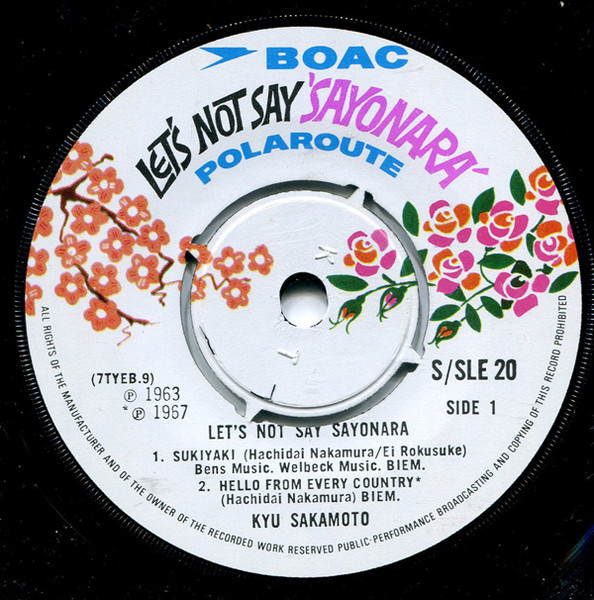 BOAC
LET'S NOT SAY 'SAYONARA'
POLAROUTE
(7TYEB.9)
Ⓟ 1963
*Ⓟ 1967
S/SLE 20
SIDE 1
LET'S NOT SAY SAYONARA
1. SUKIYAKI (Hachidai Nakamura/Ei Rokusuke)
Bens Music. Welbeck Music. BIEM.
2. HELLO FROM EVERY COUNTRY*
(Hachidai Nakamura) BIEM.
KYU SAKAMOTO
ALL RIGHTS OF THE MANUFACTURER AND OF THE OWNER OF THE RECORDED WORK RESERVED PUBLIC PERFORMANCE BROADCASTING AND COPYING OF THIS RECORD PROHIBITED